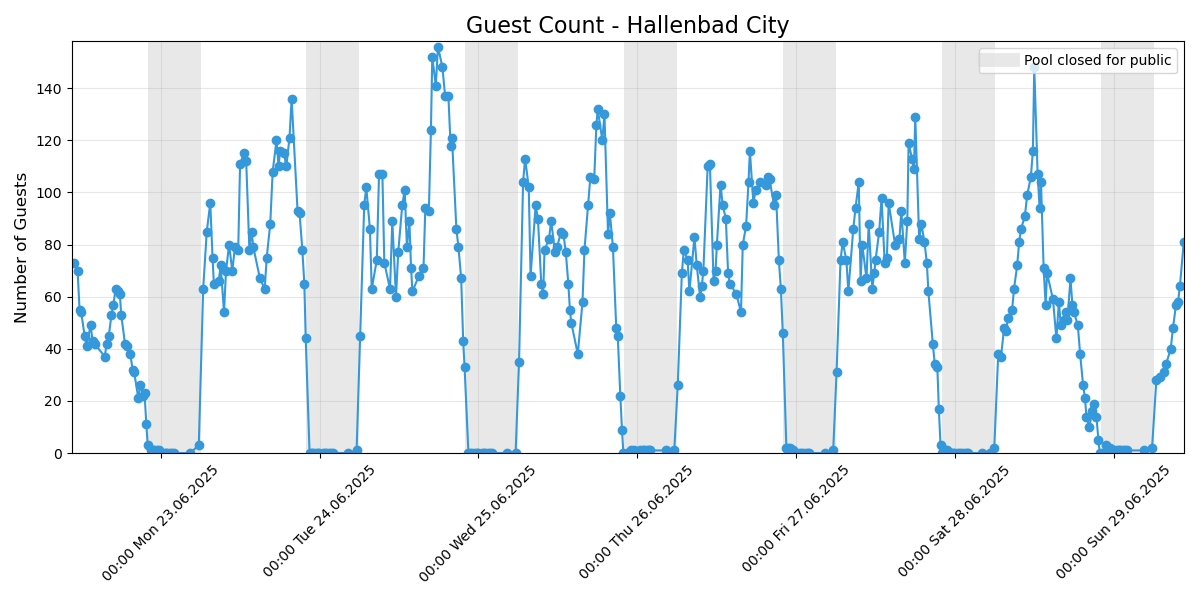 Guest Count - Hallenbad City
Pool closed for public
Number of Guests
140
120
100
80
60
40
20
0
00:00 Mon 23.06.2025
00:00 Tue 24.06.2025
00:00 Wed 25.06.2025
00:00 Thu 26.06.2025
00:00 Fri 27.06.2025
00:00 Sat 28.06.2025
00:00 Sun 29.06.2025